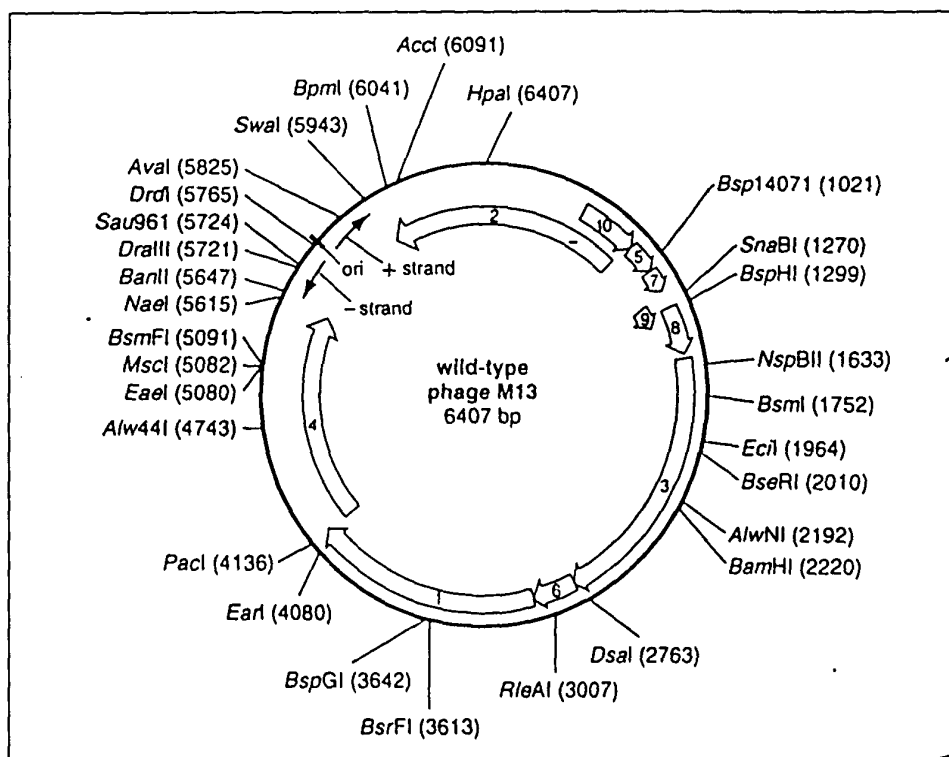 AccI (6091)
BpmI (6041)
HpaI (6407)
SwaI (5943)
AvaI (5825)
DrdI (5765)
Sau961 (5724)
DraIII (5721)
BanII (5647)
NaeI (5615)
BsmFI (5091)
MscI (5082)
EaeI (5080)
Alw44I (4743)
PacI (4136)
EarI (4080)
BspGI (3642)
BsrFI (3613)
RleAI (3007)
DsaI (2763)
BamHI (2220)
AlwNI (2192)
BseRI (2010)
EciI (1964)
BsmI (1752)
NspBII (1633)
BspHI (1299)
SnaBI (1270)
Bsp14071 (1021)
2
10
5
7
9
8
3
6
1
4
ori
+ strand
– strand
wild-type
phage M13
6407 bp